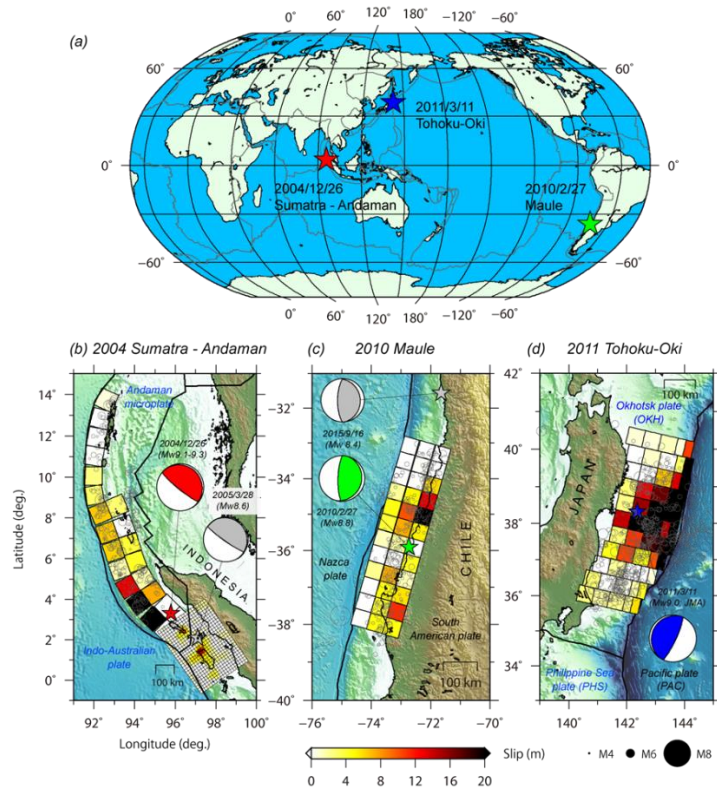 0° 60° 120° 180° 120° 60° 0°
(a)
60° 60°
2011/3/11
Tohoku-Oki
0° 0°
2004/12/26
Sumatra - Andaman
2010/2/27
Maule
−60° −60°
0° 60° 120° 180° 120° 60° 0°
(b) 2004 Sumatra - Andaman
14°
12°
10°
8°
6°
4°
2°
0°
Latitude (deg.)
Andaman
microplate
2004/12/26
(Mw9.1-9.3)
2005/3/28
(Mw8.6)
INDONESIA
Indo-Australian
plate
100 km
92° 94° 96° 98° 100°
Longitude (deg.)
(c) 2010 Maule
−32°
−34°
−36°
−38°
−40°
2015/9/16
(Mw 8.4)
2010/2/27
(Mw8.8)
Nazca
plate
CHILE
South
American plate
100 km
−76° −74° −72° −70°
(d) 2011 Tohoku-Oki
42°
40°
38°
36°
34°
100 km
Okhotsk plate
(OKH)
JAPAN
2011/3/11
(Mw9.0, JMA)
Philippine Sea
plate (PHS)
Pacific plate
(PAC)
140° 142° 144°
Slip (m)
0 4 8 12 16 20
M4 M6 M8